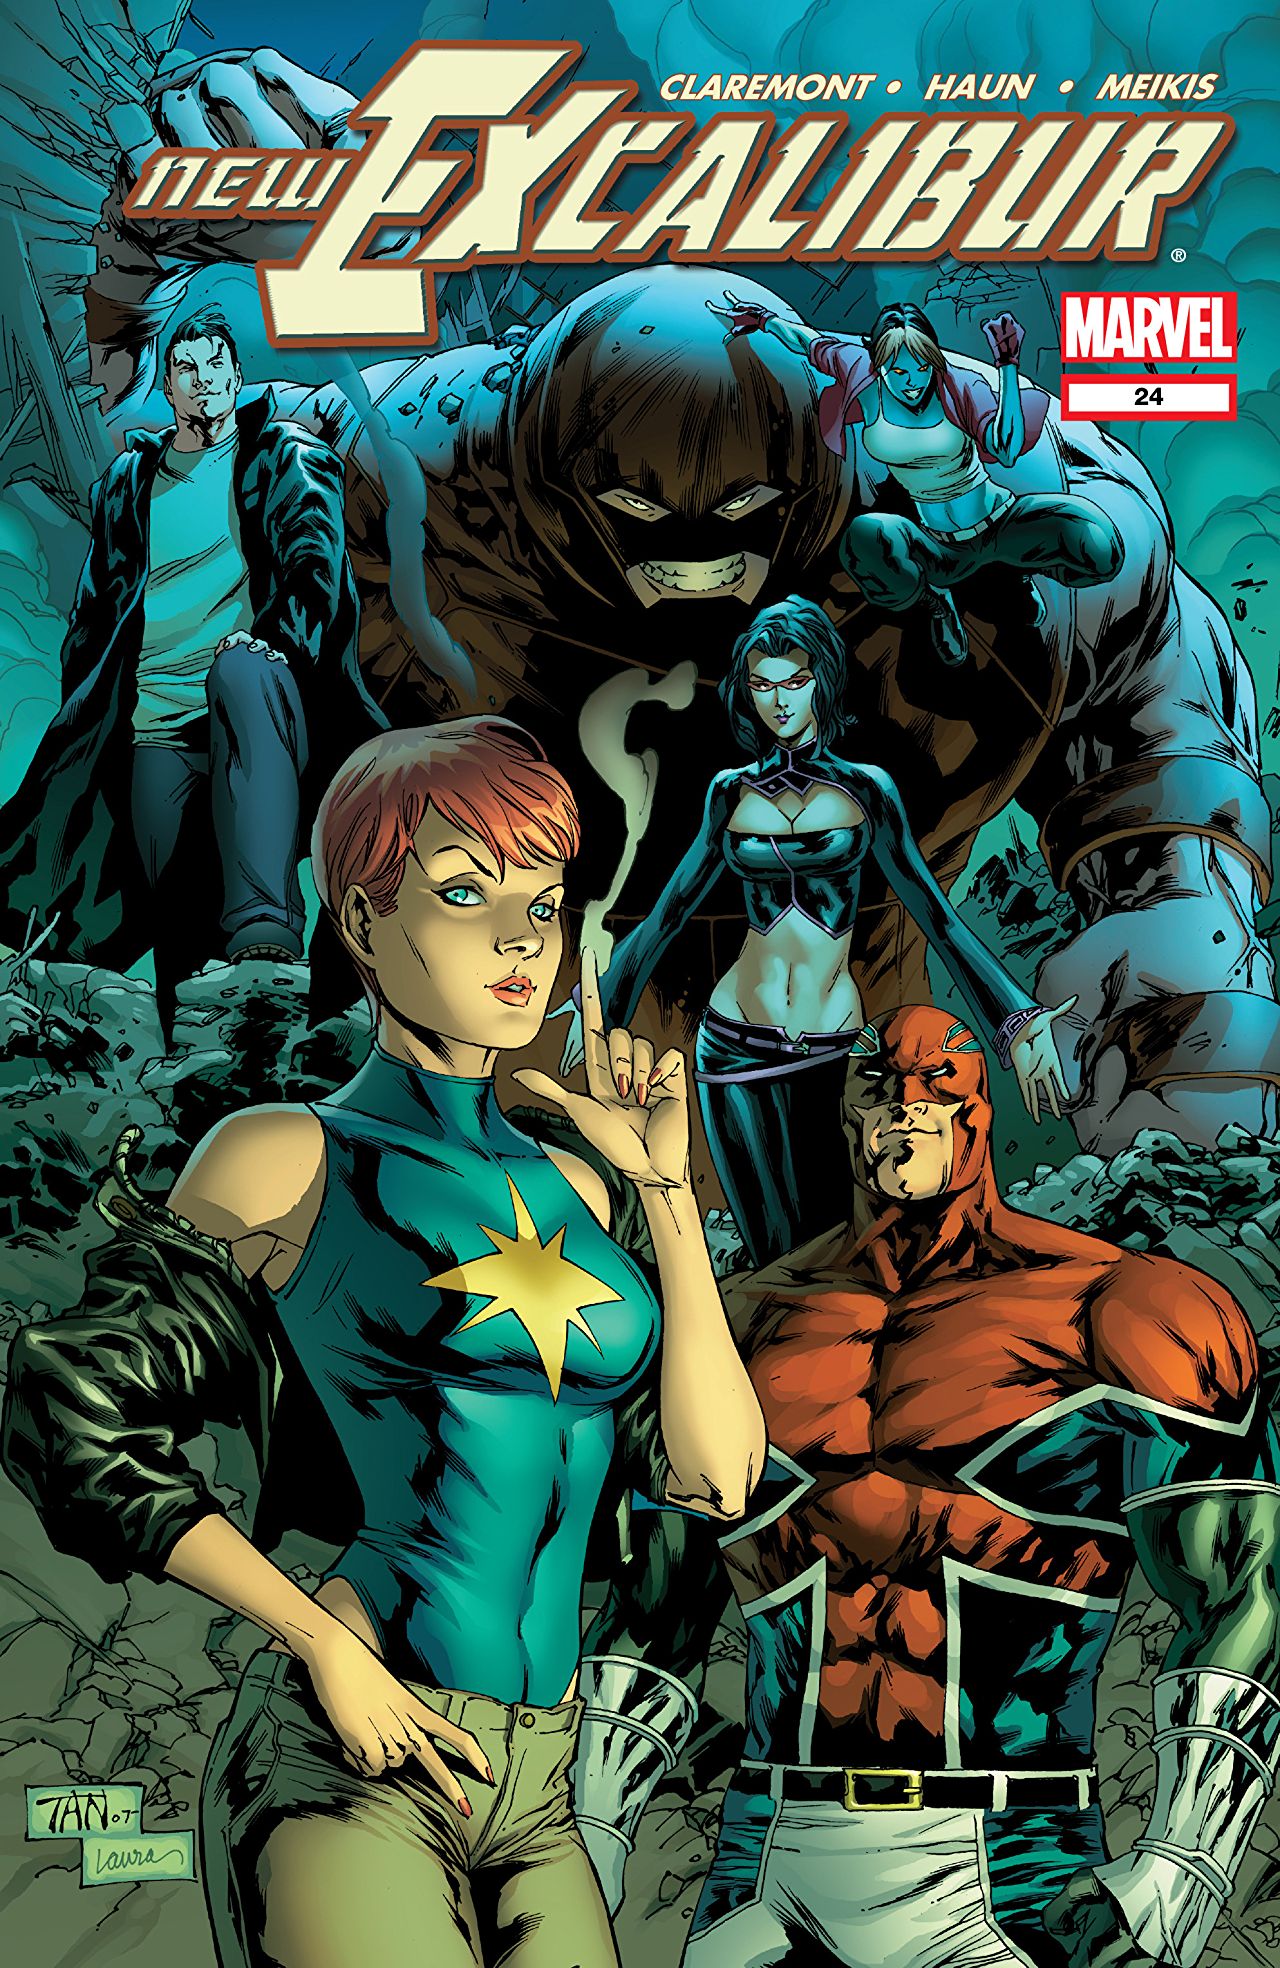 CLAREMONT • HAUN • MEIKIS
NEW EXCALIBUR ®
MARVEL
24
TAN 07
Laura